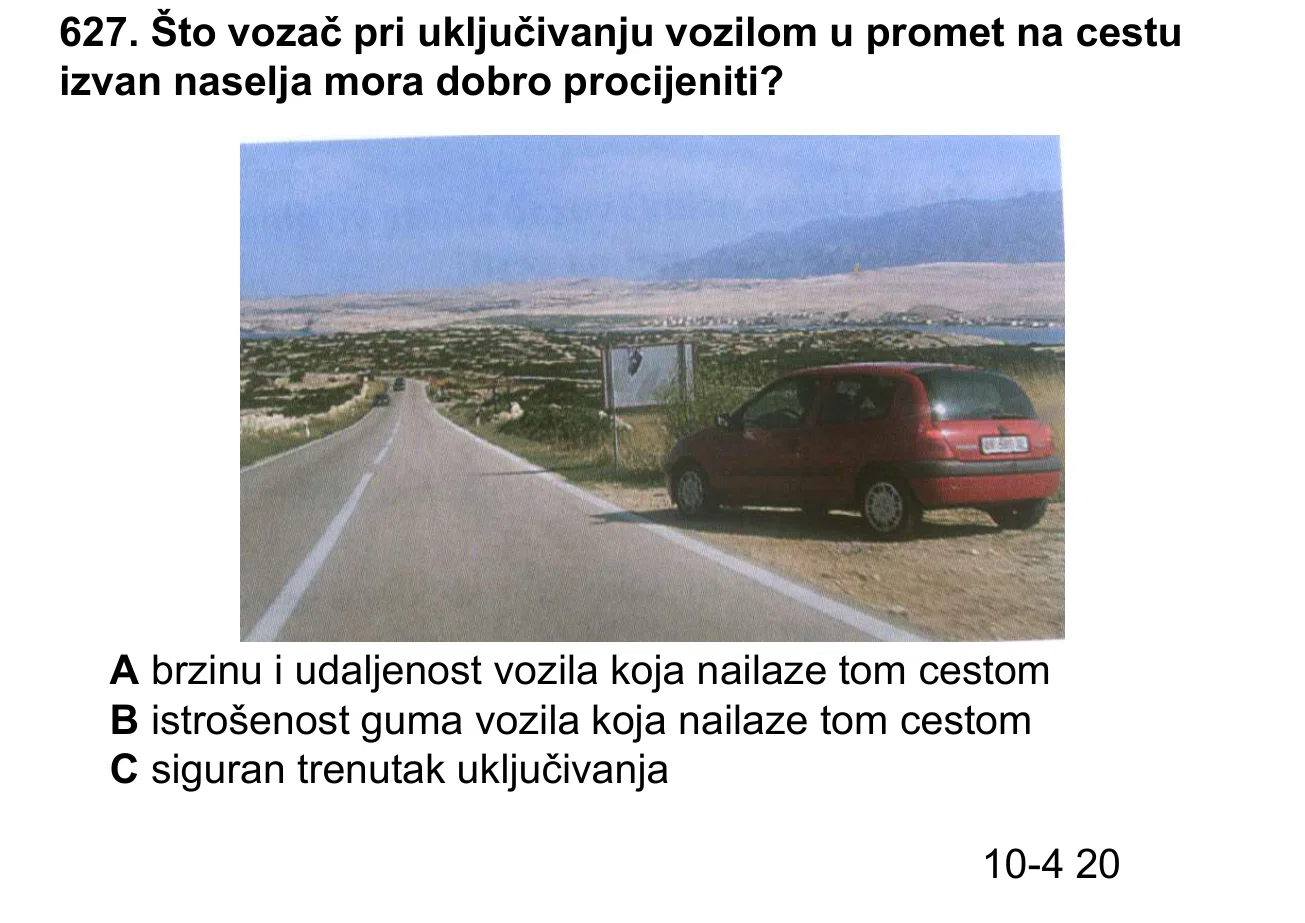 627. Što vozač pri uključivanju vozilom u promet na cestu
izvan naselja mora dobro procijeniti?
A brzinu i udaljenost vozila koja nailaze tom cestom
B istrošenost guma vozila koja nailaze tom cestom
C siguran trenutak uključivanja
10-4 20